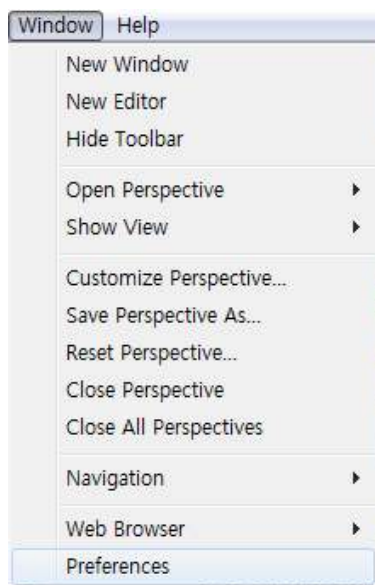 Window Help
New Window
New Editor
Hide Toolbar
Open Perspective
Show View
Customize Perspective...
Save Perspective As...
Reset Perspective...
Close Perspective
Close All Perspectives
Navigation
Web Browser
Preferences